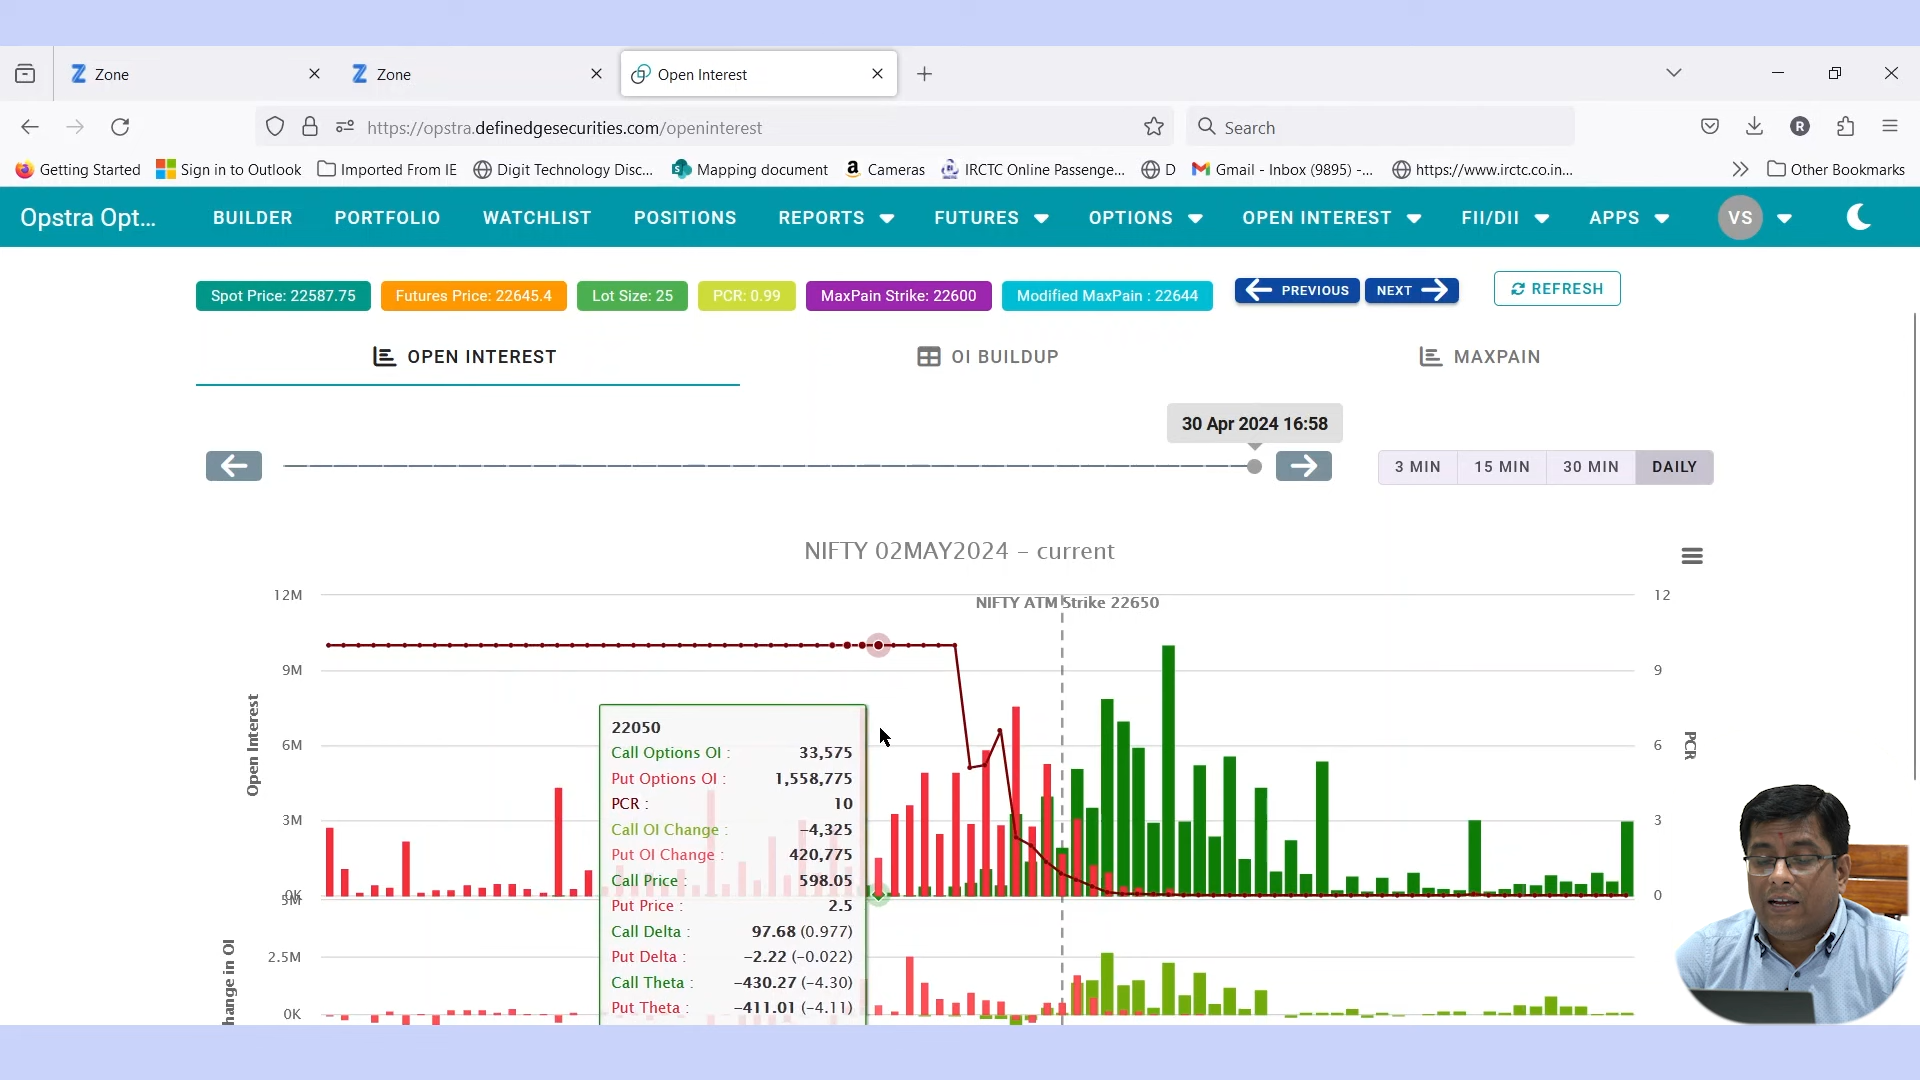 Zone
Zone
Open Interest
https://opstra.definedgesecurities.com/openinterest
Search
R
Getting Started
Sign in to Outlook
Imported From IE
Digit Technology Disc...
Mapping document
Cameras
IRCTC Online Passenge...
D
Gmail - Inbox (9895) -...
https://www.irctc.co.in...
Other Bookmarks
Opstra Opt...
BUILDER
PORTFOLIO
WATCHLIST
POSITIONS
REPORTS
FUTURES
OPTIONS
OPEN INTEREST
FII/DII
APPS
VS
Spot Price: 22587.75
Futures Price: 22645.4
Lot Size: 25
PCR: 0.99
MaxPain Strike: 22600
Modified MaxPain : 22644
PREVIOUS
NEXT
REFRESH
OPEN INTEREST
OI BUILDUP
MAXPAIN
30 Apr 2024 16:58
3 MIN
15 MIN
30 MIN
DAILY
NIFTY 02MAY2024 – current
NIFTY ATM Strike 22650
12M
9M
6M
3M
0K
5M
2.5M
0K
Open Interest
hange in OI
12
9
6
3
0
PCR
22050
Call Options OI : 33,575
Put Options OI : 1,558,775
PCR : 10
Call OI Change : −4,325
Put OI Change : 420,775
Call Price : 598.05
Put Price : 2.5
Call Delta : 97.68 (0.977)
Put Delta : −2.22 (−0.022)
Call Theta : −430.27 (−4.30)
Put Theta : −411.01 (−4.11)